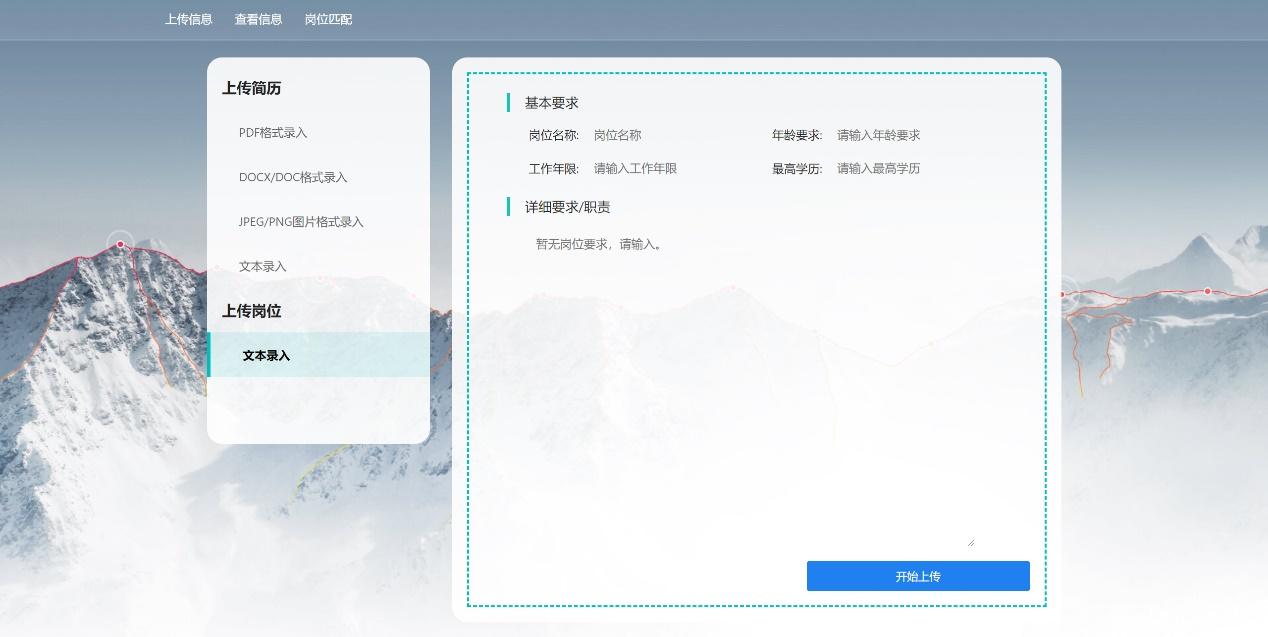 上传信息 查看信息 岗位匹配
上传简历
PDF格式录入
DOCX/DOC格式录入
JPEG/PNG图片格式录入
文本录入
上传岗位
文本录入
基本要求
岗位名称: 岗位名称 年龄要求: 请输入年龄要求
工作年限: 请输入工作年限 最高学历: 请输入最高学历
详细要求/职责
暂无岗位要求，请输入。
开始上传